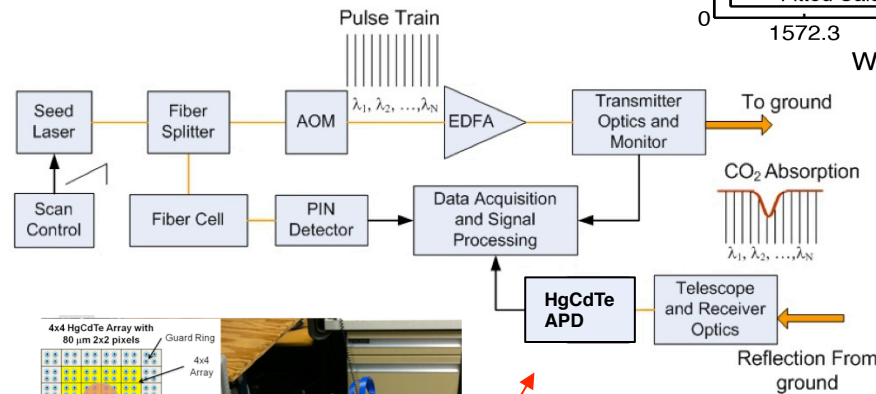 0
1572.3
W
Pulse Train
λ1, λ2, ...,λN
Seed
Laser
Fiber
Splitter
AOM
EDFA
Transmitter
Optics and
Monitor
To ground
CO2 Absorption
λ1, λ2, ...,λN
Scan
Control
Fiber Cell
PIN
Detector
Data Acquisition
and Signal
Processing
HgCdTe
APD
Telescope
and Receiver
Optics
Reflection From
ground
4x4 HgCdTe Array with
80 μm 2x2 pixels
Guard Ring
4x4
Array